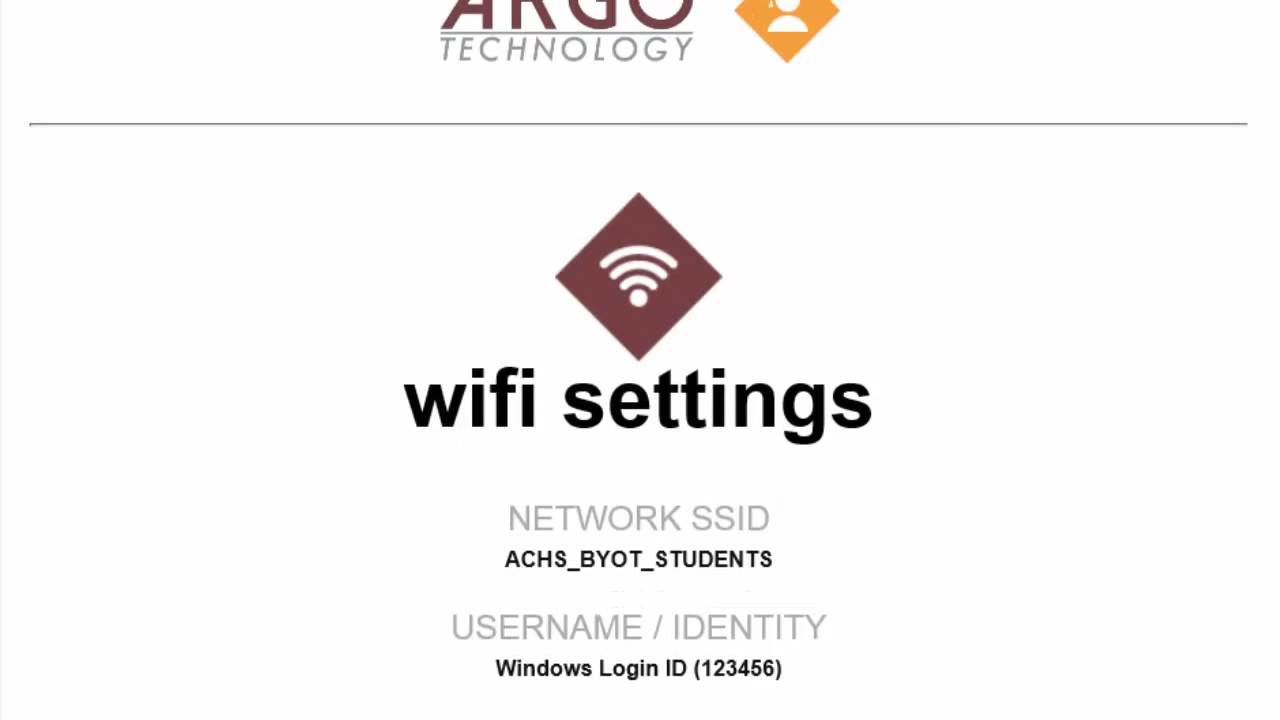 ARGO
TECHNOLOGY
wifi settings
NETWORK SSID
ACHS_BYOT_STUDENTS
USERNAME / IDENTITY
Windows Login ID (123456)